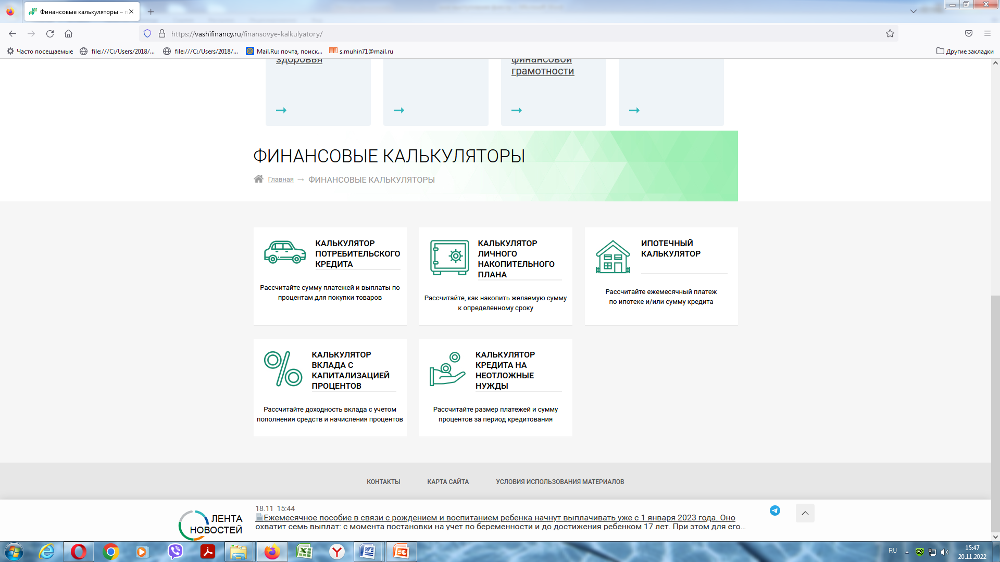 Финансовые калькуляторы –
https://vashifinancy.ru/finansovye-kalkulyatory/
Часто посещаемые
file:///C:/Users/2018/...
file:///C:/Users/2018/...
Mail.Ru: почта, поиск...
s.muhin71@mail.ru
Другие закладки
здоровья
финансовой
грамотности
ФИНАНСОВЫЕ КАЛЬКУЛЯТОРЫ
Главная → ФИНАНСОВЫЕ КАЛЬКУЛЯТОРЫ
КАЛЬКУЛЯТОР
ПОТРЕБИТЕЛЬСКОГО
КРЕДИТА
Рассчитайте сумму платежей и выплаты по
процентам для покупки товаров
КАЛЬКУЛЯТОР
ЛИЧНОГО
НАКОПИТЕЛЬНОГО
ПЛАНА
Рассчитайте, как накопить желаемую сумму
к определенному сроку
ИПОТЕЧНЫЙ
КАЛЬКУЛЯТОР
Рассчитайте ежемесячный платеж
по ипотеке и/или сумму кредита
КАЛЬКУЛЯТОР
ВКЛАДА С
КАПИТАЛИЗАЦИЕЙ
ПРОЦЕНТОВ
Рассчитайте доходность вклада с учетом
пополнения средств и начисления процентов
КАЛЬКУЛЯТОР
КРЕДИТА НА
НЕОТЛОЖНЫЕ
НУЖДЫ
Рассчитайте размер платежей и сумму
процентов за период кредитования
КОНТАКТЫ
КАРТА САЙТА
УСЛОВИЯ ИСПОЛЬЗОВАНИЯ МАТЕРИАЛОВ
ЛЕНТА
НОВОСТЕЙ
18.11 15:44
Ежемесячное пособие в связи с рождением и воспитанием ребенка начнут выплачивать уже с 1 января 2023 года. Оно
охватит семь выплат: с момента постановки на учет по беременности и до достижения ребенком 17 лет. При этом для его...
RU
15:47
20.11.2022